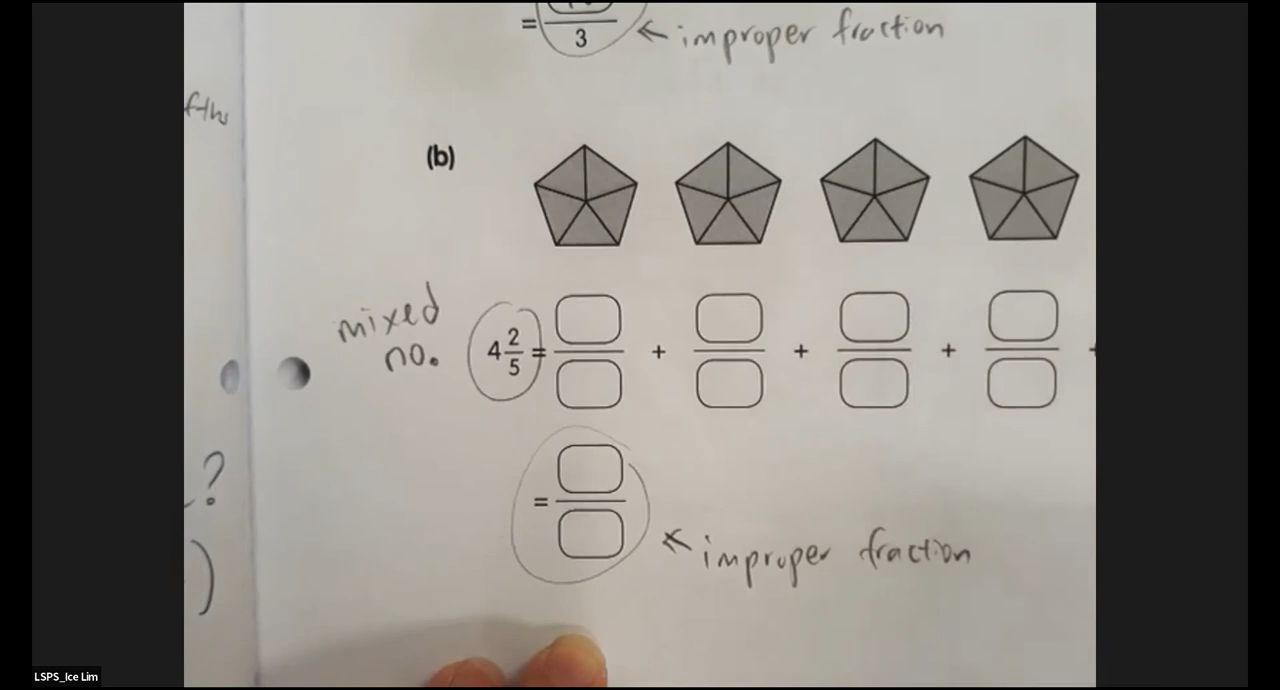 = 3 ← improper fraction
(b)
mixed
no.
4 2/5 = + + +
?
)
= ← improper fraction
LSPS_Ice Lim